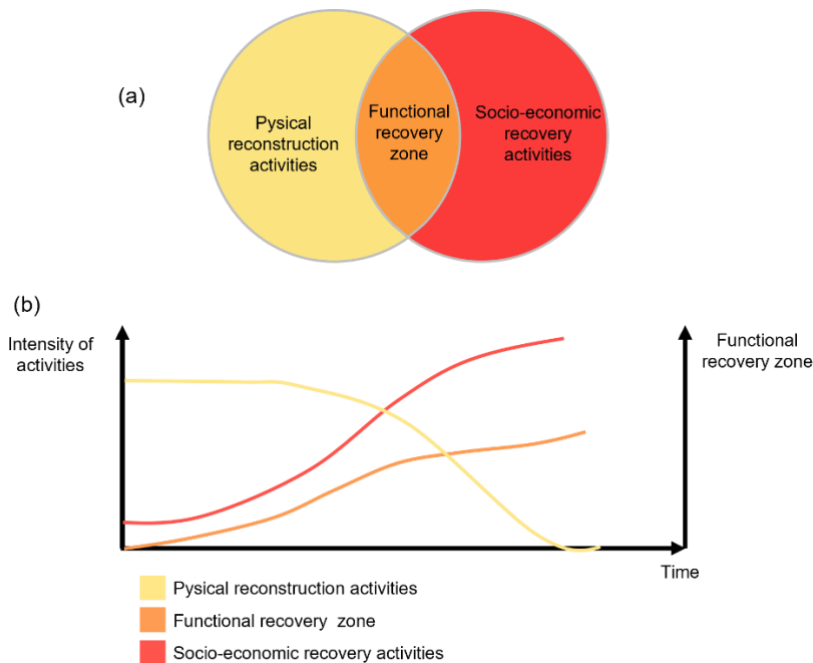 (a)
Pysical
reconstruction
activities
Functional
recovery
zone
Socio-economic
recovery
activities
(b)
Intensity of
activities
Functional
recovery zone
Time
Pysical reconstruction activities
Functional recovery  zone
Socio-economic recovery activities